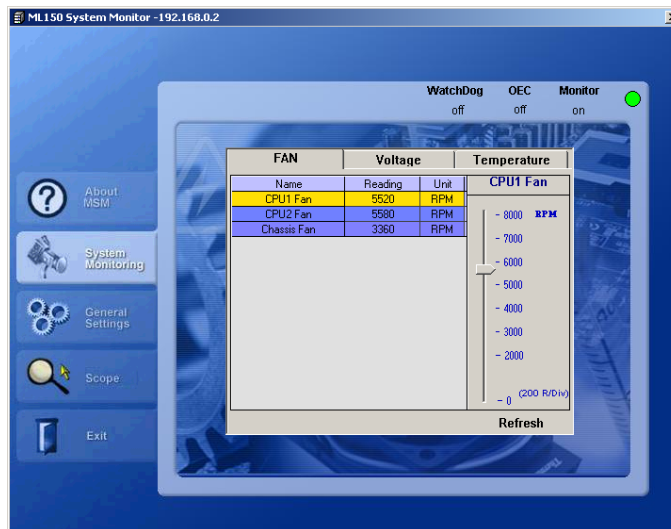 ML150 System Monitor -192.168.0.2
WatchDog OEC Monitor
off off on
FAN Voltage Temperature
Name Reading Unit CPU1 Fan
CPU1 Fan 5520 RPM
CPU2 Fan 5580 RPM
Chassis Fan 3360 RPM
- 8000 RPM
- 7000
- 6000
- 5000
- 4000
- 3000
- 2000
- 0 (200 R/Div)
Refresh
About
MSM
System
Monitoring
General
Settings
Scope
Exit